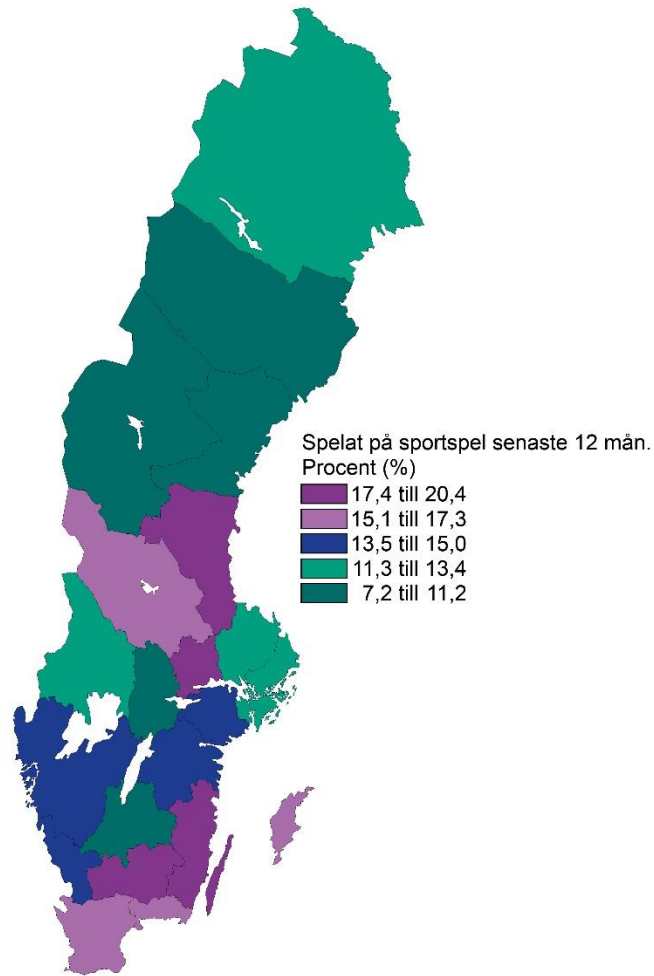 Spelat på sportspel senaste 12 mån.
Procent (%)
17,4 till 20,4
15,1 till 17,3
13,5 till 15,0
11,3 till 13,4
7,2 till 11,2